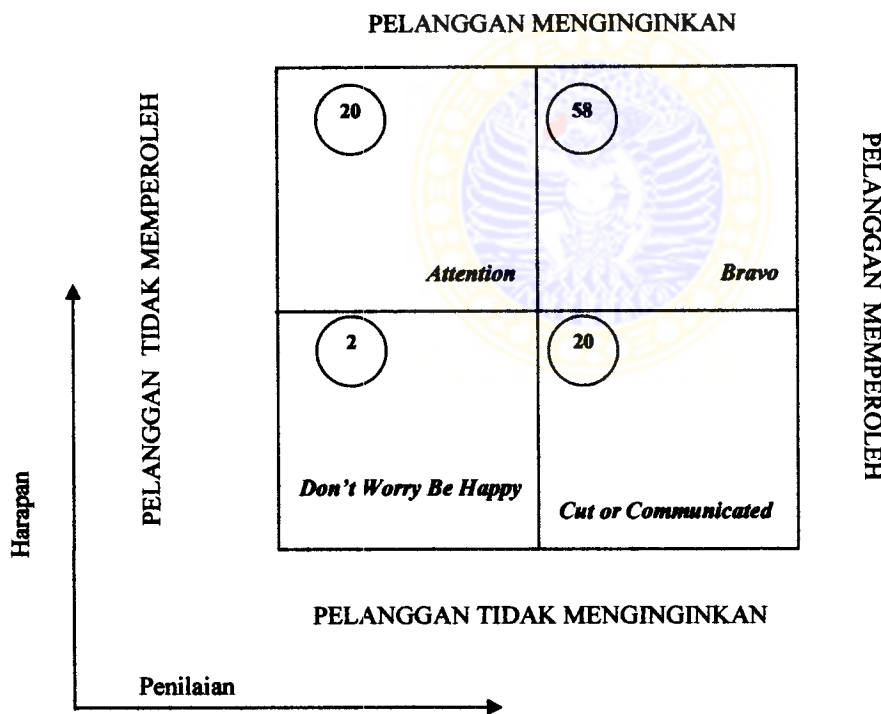 PELANGGAN MENGINGINKAN
PELANGGAN TIDAK MEMPEROLEH
20
58
PELANGGAN MEMPEROLEH
Attention
Bravo
2
20
Harapan
Don't Worry Be Happy
Cut or Communicated
PELANGGAN TIDAK MENGINGINKAN
Penilaian